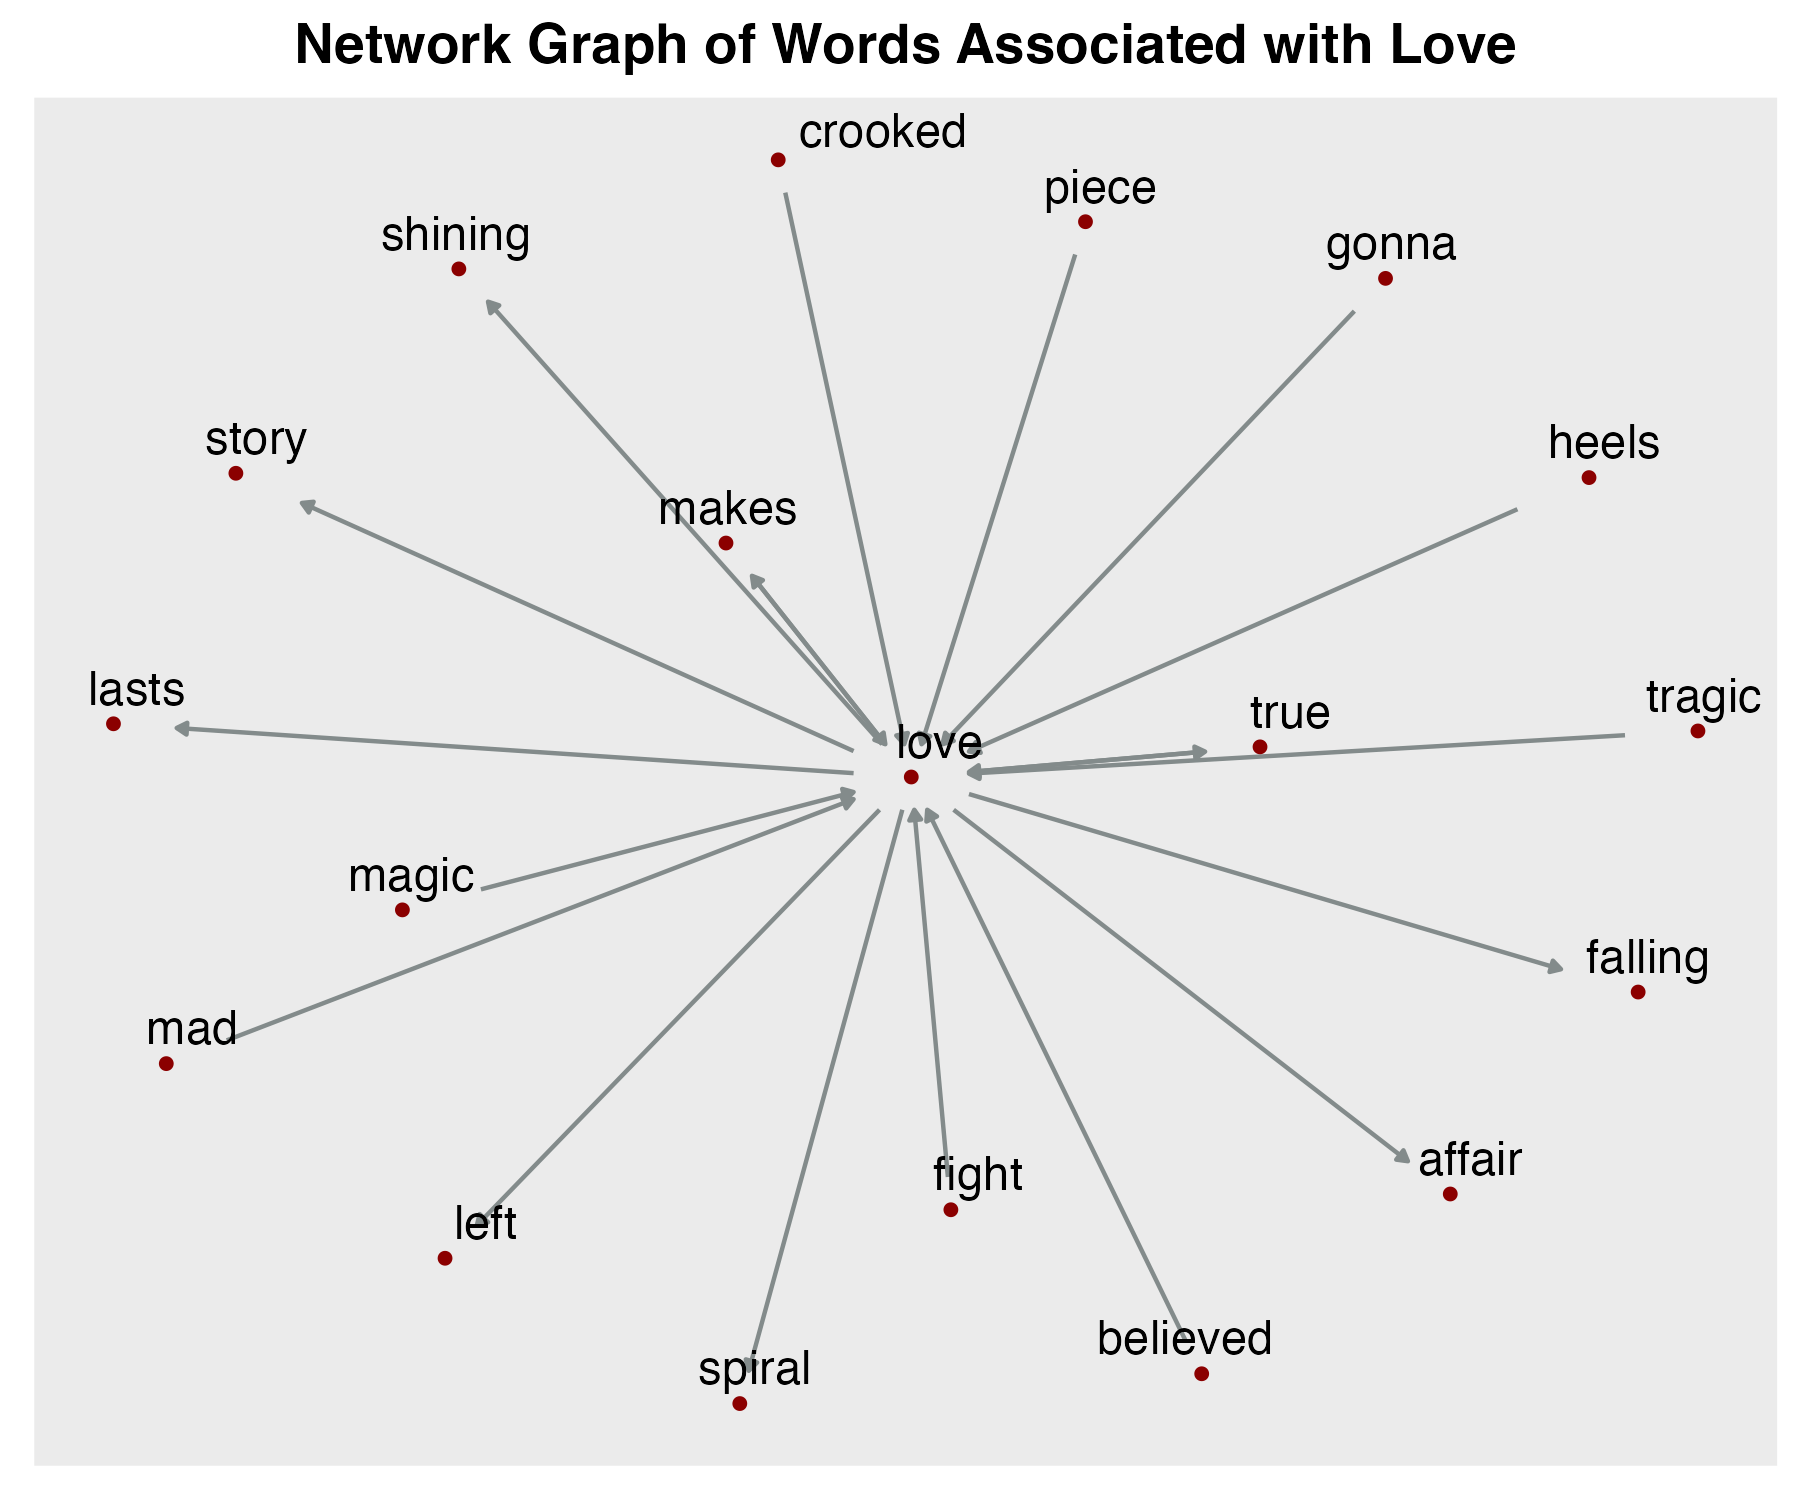 Network Graph of Words Associated with Love
crooked
piece
shining
gonna
story
heels
makes
lasts
true
tragic
love
magic
falling
mad
affair
fight
left
believed
spiral